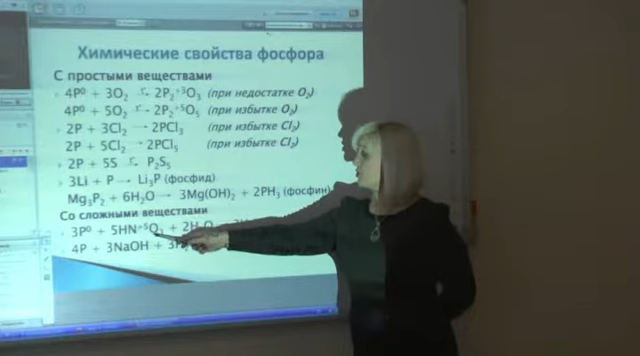 Химические свойства фосфора
С простыми веществами
4P⁰ + 3O₂ 2P₂⁺³O₃ (при недостатке O₂)
4P⁰ + 5O₂ 2P₂⁺⁵O₅ (при избытке O₂)
2P + 3Cl₂ → 2PCl₃ (при избытке Cl₂)
2P + 5Cl₂ → 2PCl₅ (при избытке Cl₂)
2P + 5S P₂S₅
3Li + P → Li₃P (фосфид)
Mg₃P₂ + 6H₂O → 3Mg(OH)₂ + 2PH₃ (фосфин)
Со сложными веществами
3P⁰ + 5HN⁺⁵O₃ + 2H₂O
4P + 3NaOH +